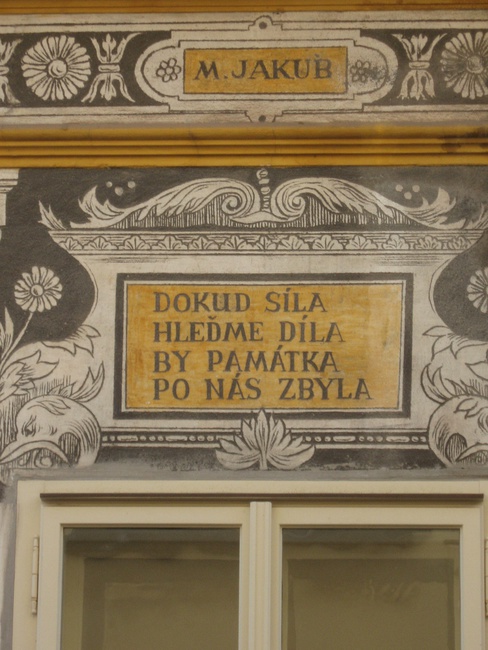 M. JAKUB
DOKUD SÍLA
HLEĎME DÍLA
BY PAMÁTKA
PO NÁS ZBYLA